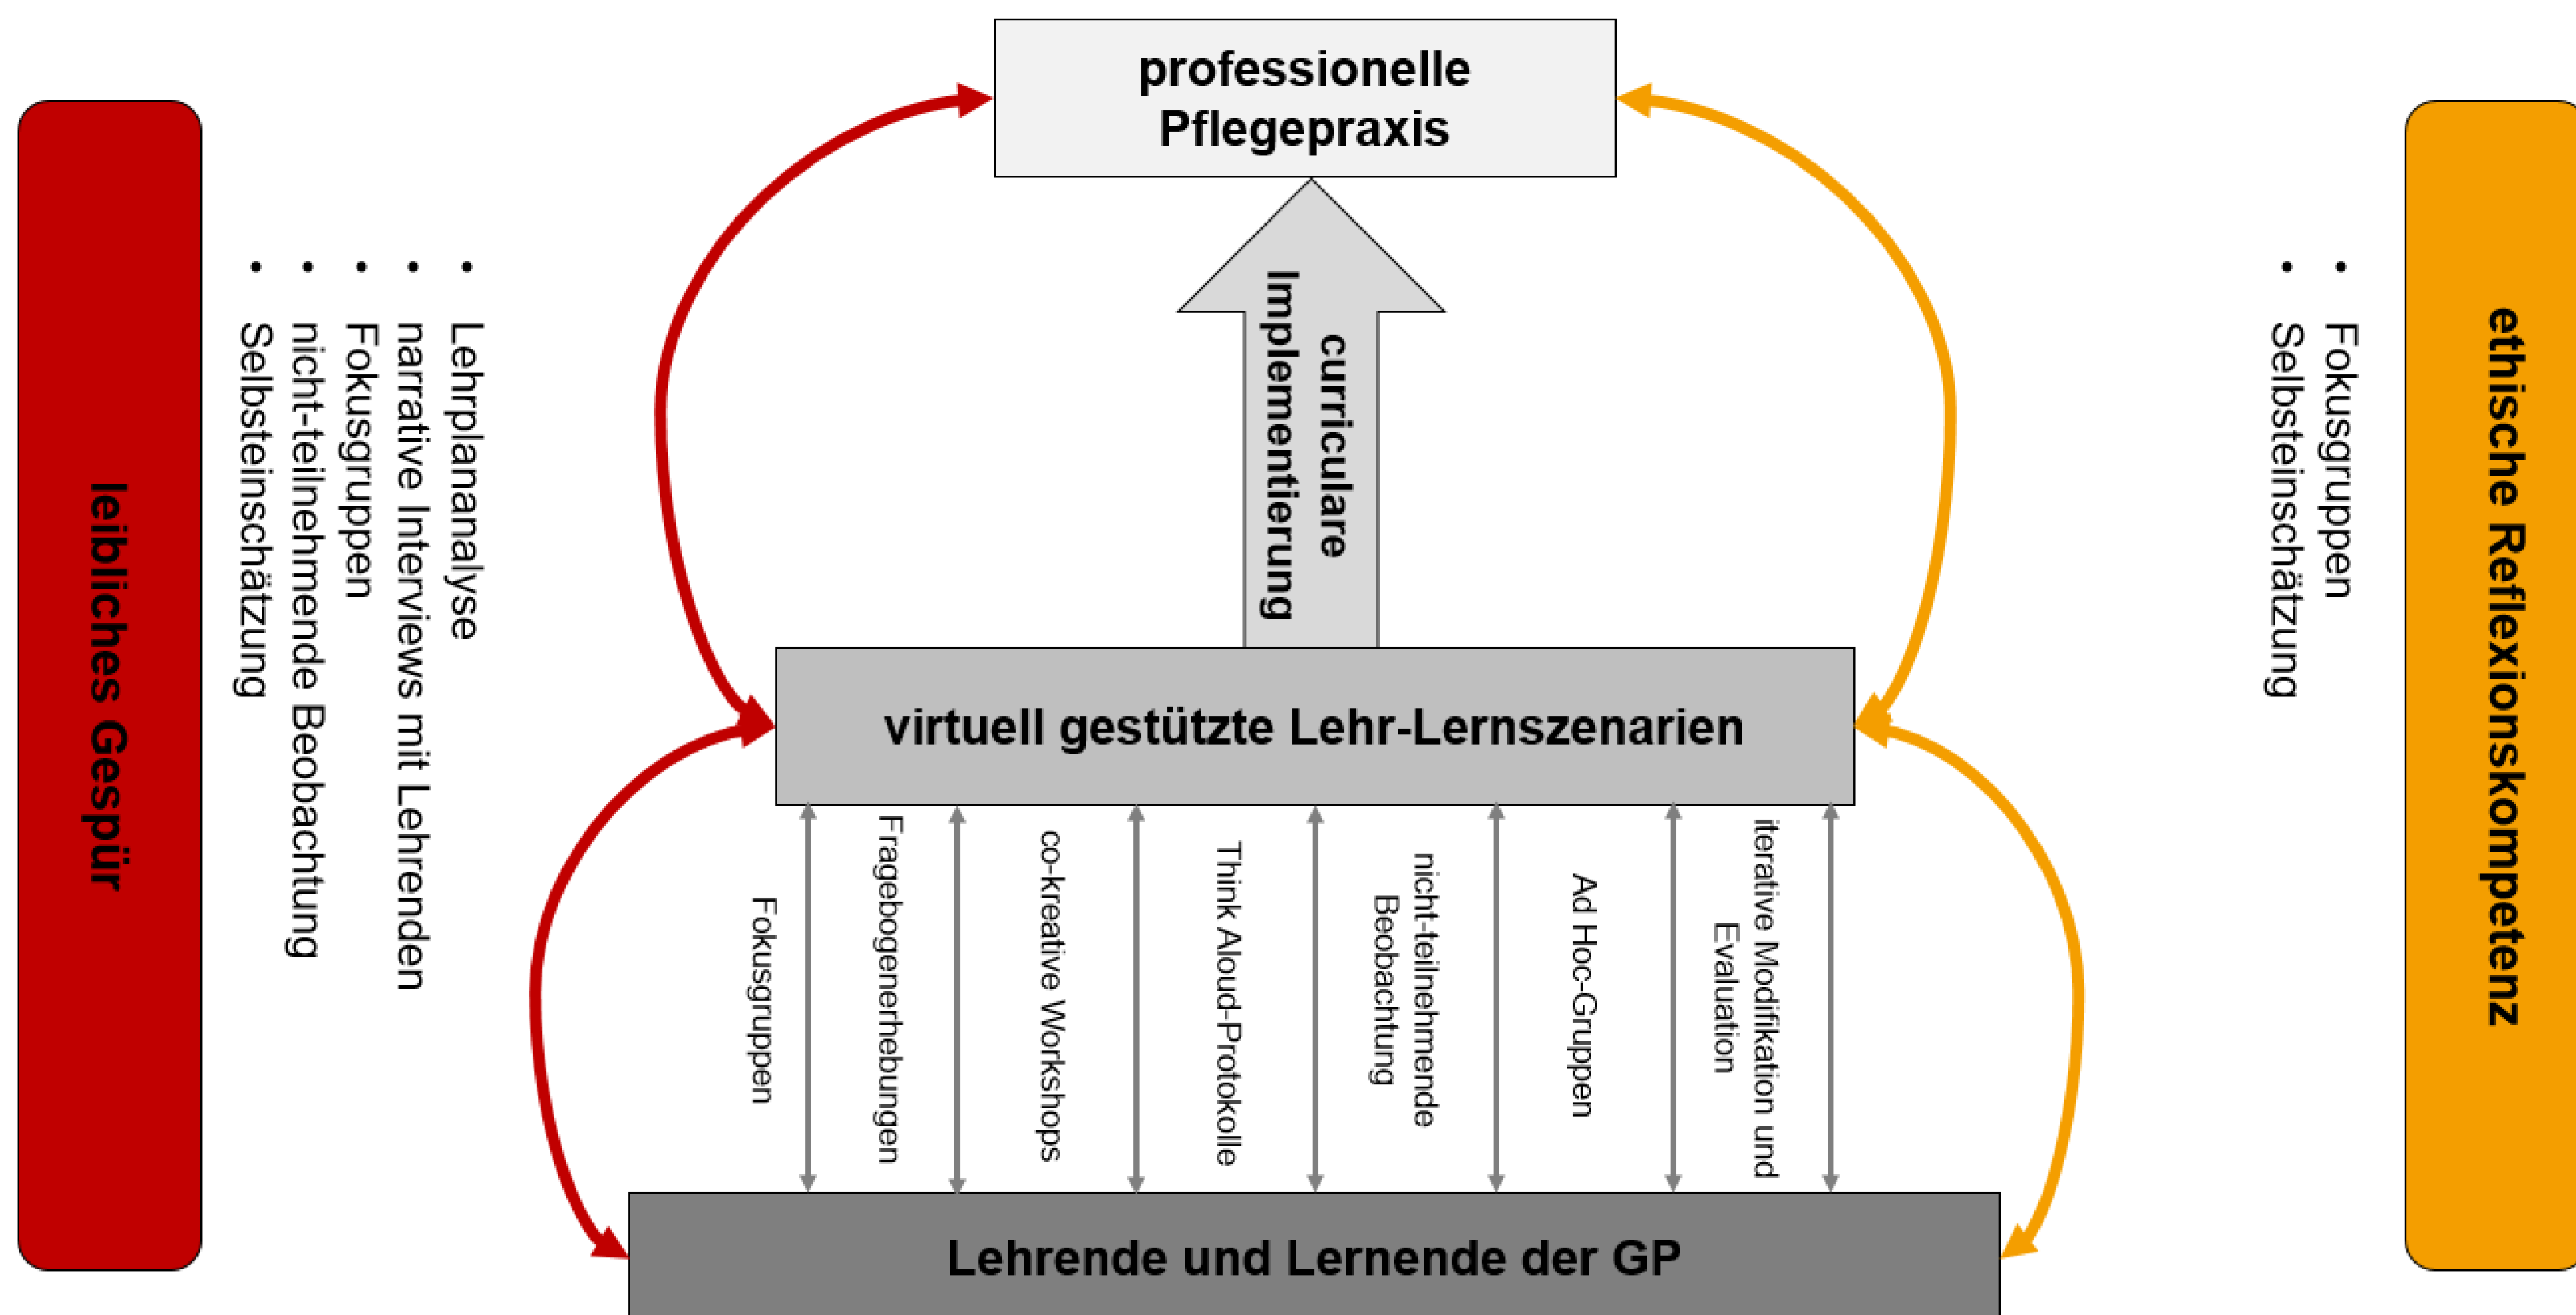 professionelle
Pflegepraxis
leibliches Gespür
Lehrplananalyse
narrative Interviews mit Lehrenden
Fokusgruppen
nicht-teilnehmende Beobachtung
Selbsteinschätzung
curriculare
Implementierung
Fokusgruppen
Selbsteinschätzung
ethische Reflexionskompetenz
virtuell gestützte Lehr-Lernszenarien
Fokusgruppen
Fragebogenerhebungen
co-kreative Workshops
Think Aloud-Protokolle
nicht-teilnehmende
Beobachtung
Ad Hoc-Gruppen
iterative Modifikation und
Evaluation
Lehrende und Lernende der GP